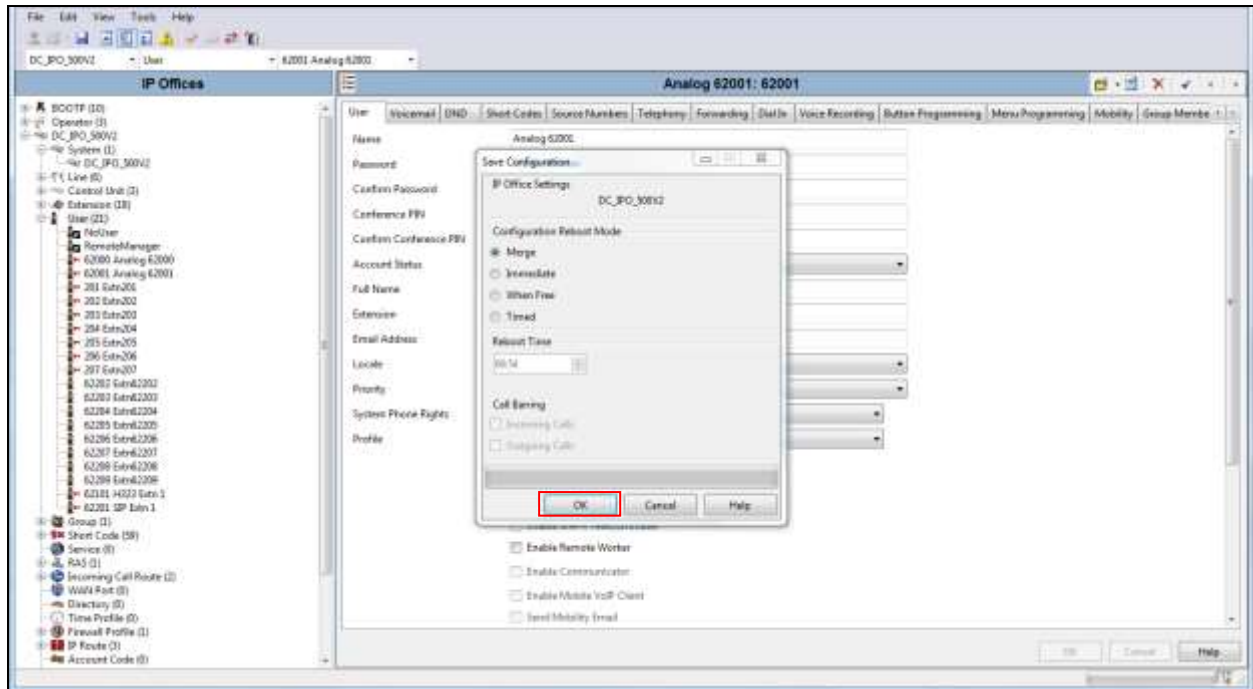 File Edit View Tools Help
DC_IPO_500V2 User 62001 Analog 62001
IP Offices
BOOTP (10)
Operator (3)
DC_IPO_500V2
System (1)
DC_IPO_500V2
Line (6)
Control Unit (3)
Extension (18)
User (21)
NoUser
RemoteManager
62000 Analog 62000
62001 Analog 62001
201 Extn201
202 Extn202
203 Extn203
204 Extn204
205 Extn205
206 Extn206
207 Extn207
62202 Extn62202
62203 Extn62203
62204 Extn62204
62205 Extn62205
62206 Extn62206
62207 Extn62207
62208 Extn62208
62209 Extn62209
62101 H323 Extn 1
62201 SIP Extn 1
Group (1)
Short Code (59)
Service (0)
RAS (1)
Incoming Call Route (2)
WAN Port (0)
Directory (0)
Time Profile (0)
Firewall Profile (1)
IP Route (3)
Account Code (0)
Analog 62001: 62001
User Voicemail DND Short Codes Source Numbers Telephony Forwarding Dial In Voice Recording Button Programming Menu Programming Mobility Group Membe
Name Analog 62001
Password
Confirm Password
Conference PIN
Confirm Conference PIN
Account Status
Full Name
Extension
Email Address
Locale
Priority
System Phone Rights
Profile
Save Configuration
IP Office Settings
DC_IPO_500V2
Configuration Reboot Mode
Merge
Immediate
When Free
Timed
Reboot Time
Call Barring
Incoming Calls
Outgoing Calls
OK Cancel Help
Enable Remote Worker
Enable Communicator
Enable Mobile VoIP Client
Send Mobility Email
OK Cancel Help